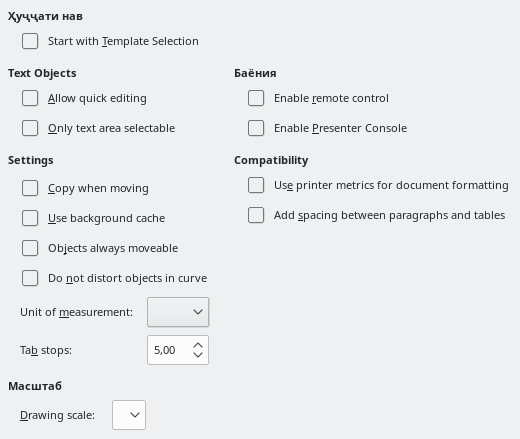 Ҳуҷҷати нав
Start with Template Selection
Text Objects
Allow quick editing
Only text area selectable
Баёния
Enable remote control
Enable Presenter Console
Settings
Copy when moving
Use background cache
Objects always moveable
Do not distort objects in curve
Unit of measurement:
Tab stops:
5,00
Compatibility
Use printer metrics for document formatting
Add spacing between paragraphs and tables
Масштаб
Drawing scale: